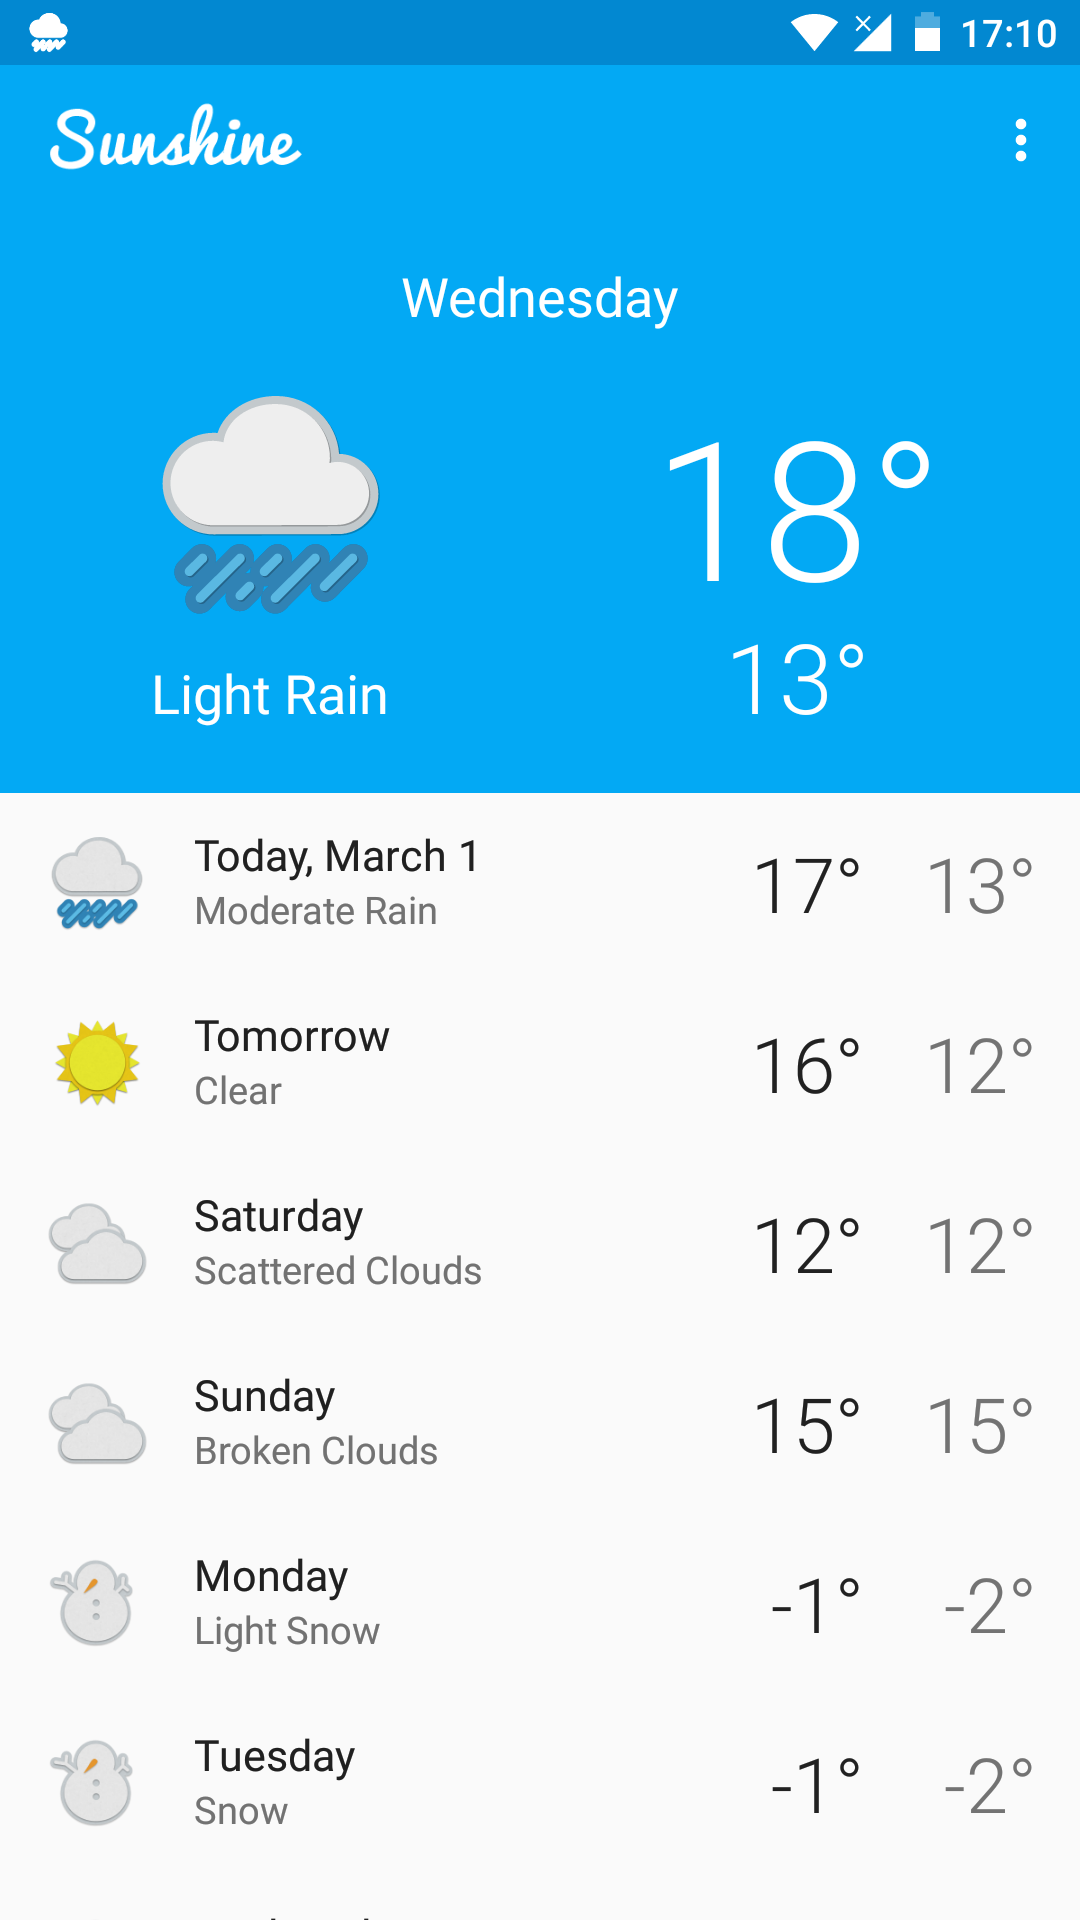 17:10
Sunshine
Wednesday
18°
13°
Light Rain
Today, March 1
Moderate Rain
17° 13°
Tomorrow
Clear
16° 12°
Saturday
Scattered Clouds
12° 12°
Sunday
Broken Clouds
15° 15°
Monday
Light Snow
-1° -2°
Tuesday
Snow
-1° -2°